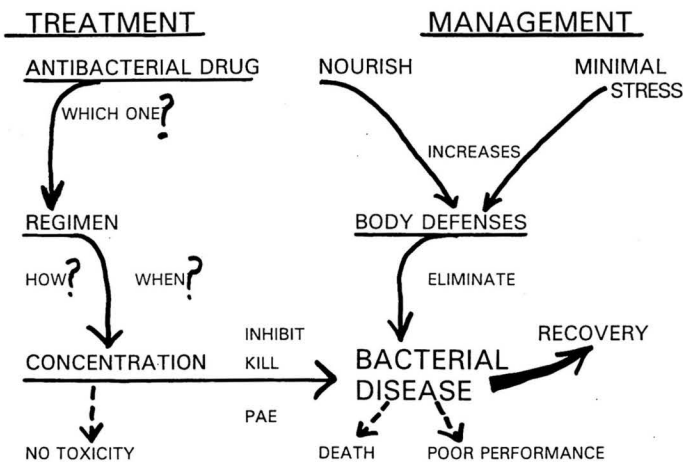 TREATMENT
MANAGEMENT
ANTIBACTERIAL DRUG
NOURISH
MINIMAL
STRESS
WHICH ONE?
INCREASES
REGIMEN
BODY DEFENSES
HOW?
WHEN?
ELIMINATE
INHIBIT
RECOVERY
CONCENTRATION
KILL
BACTERIAL
DISEASE
PAE
NO TOXICITY
DEATH
POOR PERFORMANCE